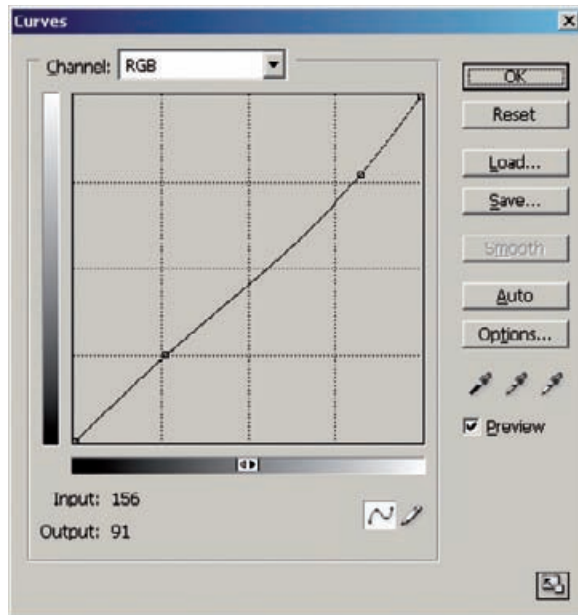 Curves
Channel: RGB
OK
Reset
Load...
Save...
Smooth
Auto
Options...
Preview
Input: 156
Output: 91